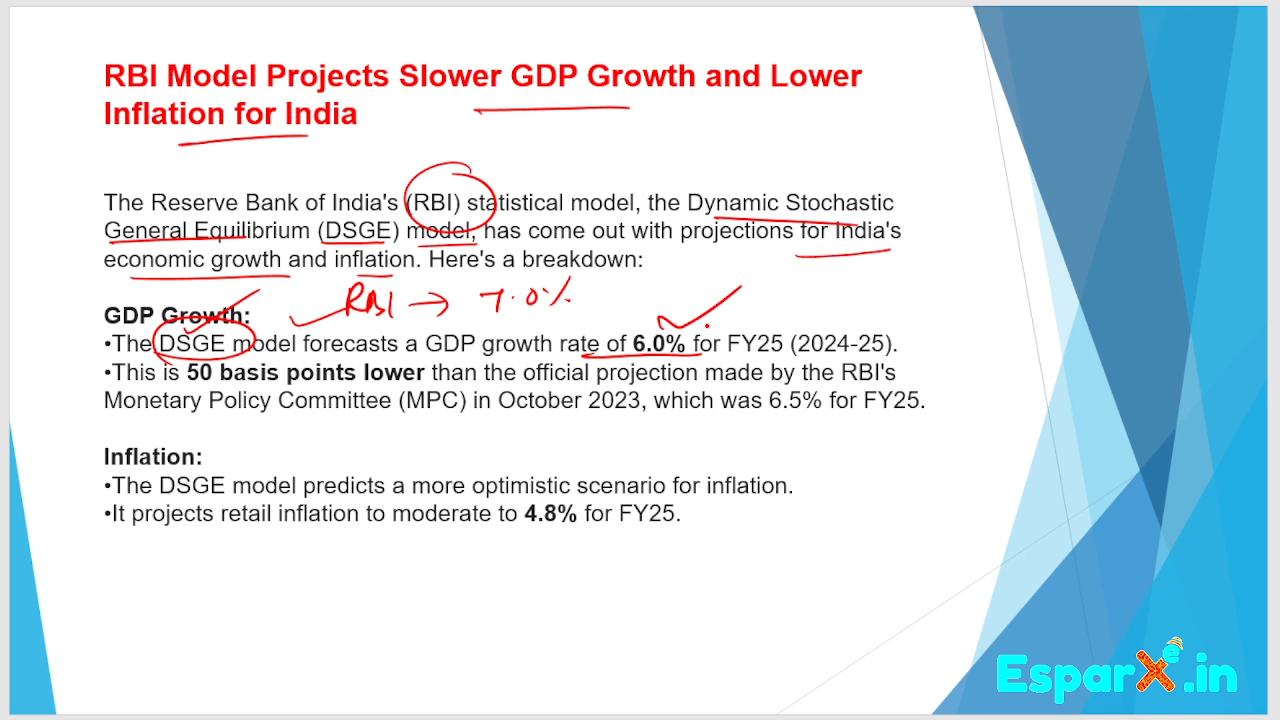 RBI Model Projects Slower GDP Growth and Lower
Inflation for India
The Reserve Bank of India's (RBI) statistical model, the Dynamic Stochastic
General Equilibrium (DSGE) model, has come out with projections for India's
economic growth and inflation. Here's a breakdown:
RBI → 7.0%
GDP Growth:
•The DSGE model forecasts a GDP growth rate of 6.0% for FY25 (2024-25).
•This is 50 basis points lower than the official projection made by the RBI's
Monetary Policy Committee (MPC) in October 2023, which was 6.5% for FY25.
Inflation:
•The DSGE model predicts a more optimistic scenario for inflation.
•It projects retail inflation to moderate to 4.8% for FY25.
EsparXe.in